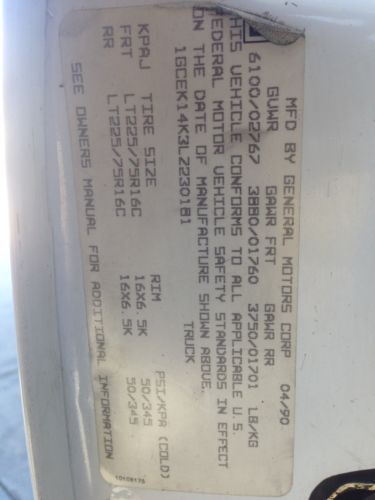 MFD BY GENERAL MOTORS CORP 04/90
GVWR GAWR FRT GAWR RR
6100/02767 3880/01760 3750/01701 LB/KG
THIS VEHICLE CONFORMS TO ALL APPLICABLE U.S.
FEDERAL MOTOR VEHICLE SAFETY STANDARDS IN EFFECT
ON THE DATE OF MANUFACTURE SHOWN ABOVE.
1GCEK14K3LZ230181 TRUCK
KPAJ TIRE SIZE RIM PSI/KPA (COLD)
FRT LT225/75R16C 16X6.5K 50/345
RR LT225/75R16C 16X6.5K 50/345
SEE OWNERS MANUAL FOR ADDITIONAL INFORMATION